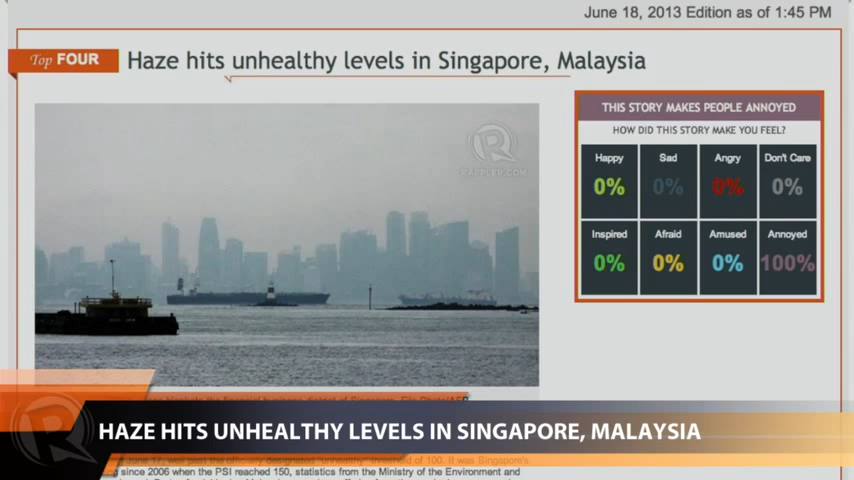 June 18, 2013 Edition as of 1:45 PM
Top FOUR
Haze hits unhealthy levels in Singapore, Malaysia
RAPPLER.COM
THIS STORY MAKES PEOPLE ANNOYED
HOW DID THIS STORY MAKE YOU FEEL?
Happy Sad Angry Don't Care
0% 0% 0% 0%
Inspired Afraid Amused Annoyed
0% 0% 0% 100%
HAZE HITS UNHEALTHY LEVELS IN SINGAPORE, MALAYSIA
since 2006 when the PSI reached 150, statistics from the Ministry of the Environment and